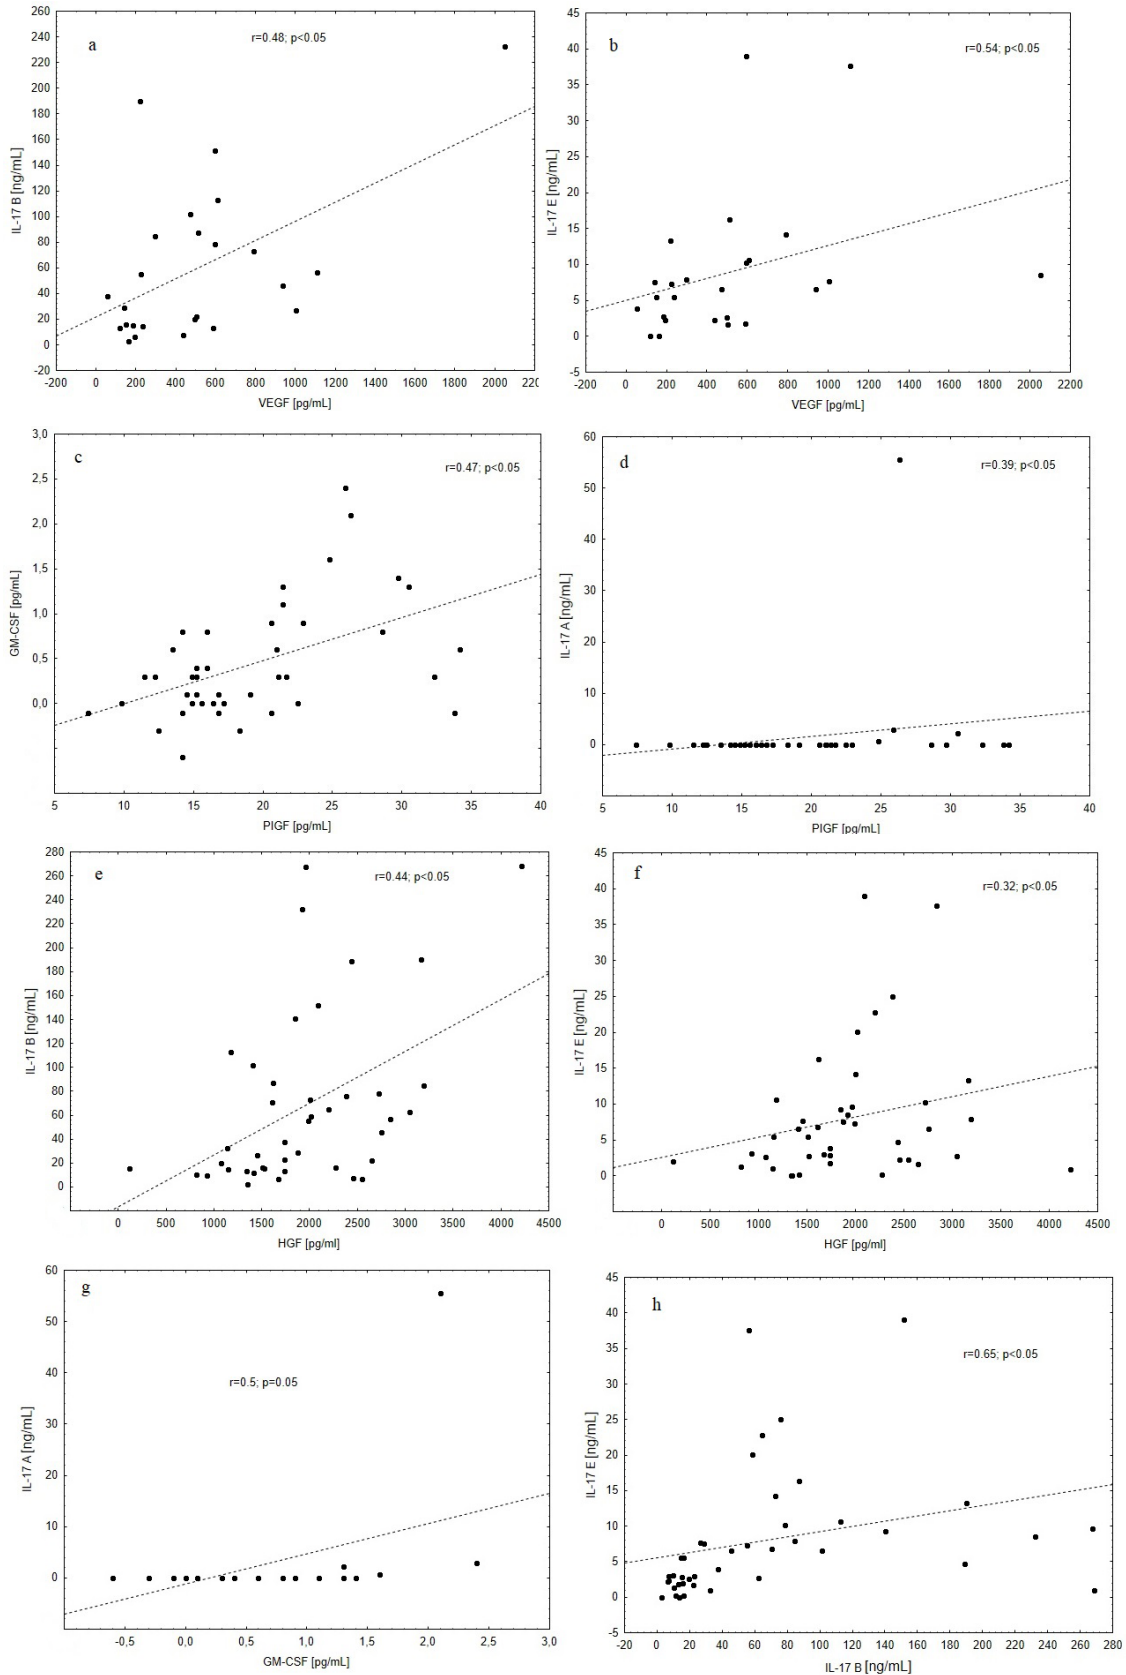 a
r=0.48; p<0.05
IL-17 B [ng/mL]
260
240
220
200
180
160
140
120
100
80
60
40
20
0
-20
-200 0 200 400 600 800 1000 1200 1400 1600 1800 2000 220
VEGF [pg/mL]
b
r=0.54; p<0.05
IL-17 E [ng/mL]
45
40
35
30
25
20
15
10
5
0
-5
-200 0 200 400 600 800 1000 1200 1400 1600 1800 2000 2200
VEGF [pg/mL]
c
r=0.47; p<0.05
GM-CSF [pg/mL]
3,0
2,5
2,0
1,5
1,0
0,5
0,0
5 10 15 20 25 30 35 40
PIGF [pg/mL]
d
r=0.39; p<0.05
IL-17 A [ng/mL]
60
50
40
30
20
10
0
5 10 15 20 25 30 35 40
PIGF [pg/mL]
e
r=0.44; p<0.05
IL-17 B [ng/mL]
280
260
240
220
200
180
160
140
120
100
80
60
40
20
0
0 500 1000 1500 2000 2500 3000 3500 4000 4500
HGF [pg/ml]
f
r=0.32; p<0.05
IL-17 E [ng/mL]
45
40
35
30
25
20
15
10
5
0
0 500 1000 1500 2000 2500 3000 3500 4000 4500
HGF [pg/ml]
g
r=0.5; p=0.05
IL-17 A [ng/mL]
60
50
40
30
20
10
0
-0,5 0,0 0,5 1,0 1,5 2,0 2,5 3,0
GM-CSF [pg/mL]
h
r=0.65; p<0.05
IL-17 E [ng/mL]
45
40
35
30
25
20
15
10
5
0
-5
-20 0 20 40 60 80 100 120 140 160 180 200 220 240 260 280
IL-17 B [ng/mL]